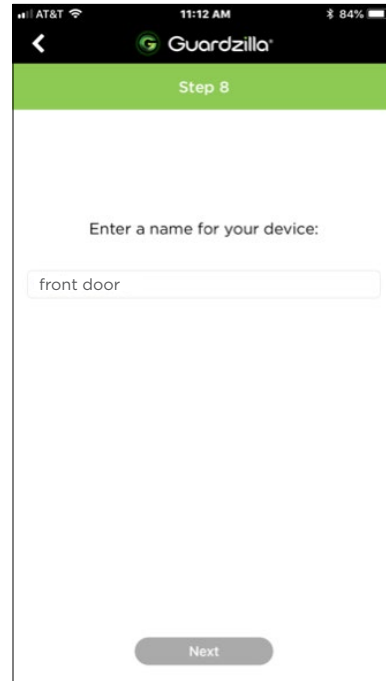 AT&T 11:12 AM 84%
Guardzilla®
Step 8
Enter a name for your device:
front door
Next